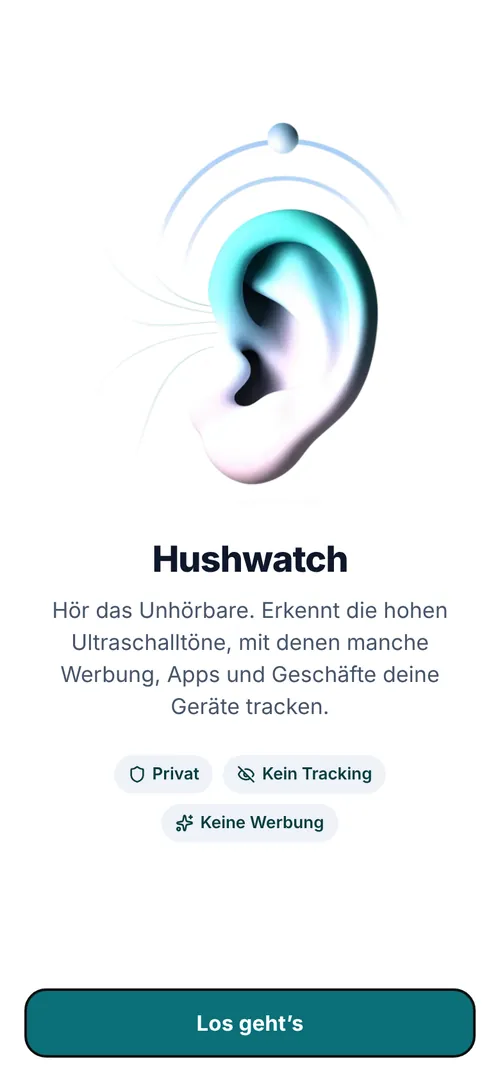 Hushwatch
Hör das Unhörbare. Erkennt die hohen
Ultraschalltöne, mit denen manche
Werbung, Apps und Geschäfte deine
Geräte tracken.
Privat
Kein Tracking
Keine Werbung
Los geht’s